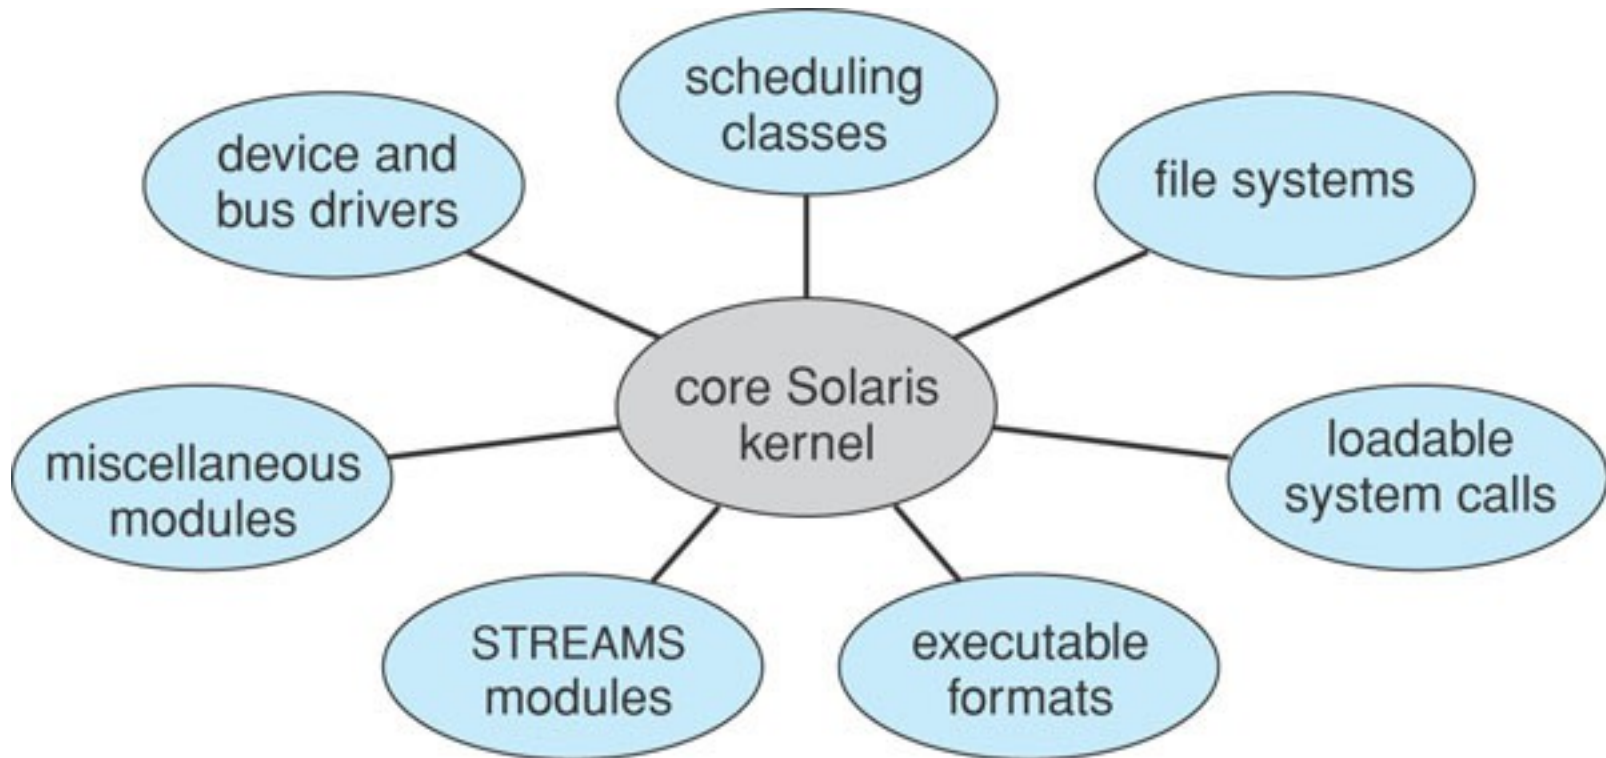 scheduling
classes
device and
bus drivers
file systems
core Solaris
kernel
miscellaneous
modules
loadable
system calls
STREAMS
modules
executable
formats